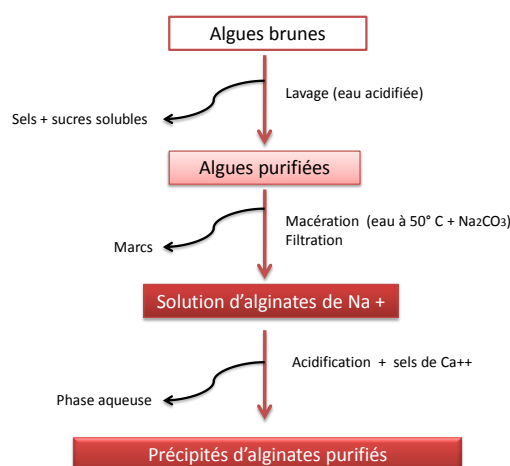 Algues brunes
Lavage (eau acidifiée)
Sels + sucres solubles
Algues purifiées
Macération (eau à 50° C + Na2CO3)
Filtration
Marcs
Solution d'alginates de Na +
Acidification + sels de Ca++
Phase aqueuse
Précipités d'alginates purifiés